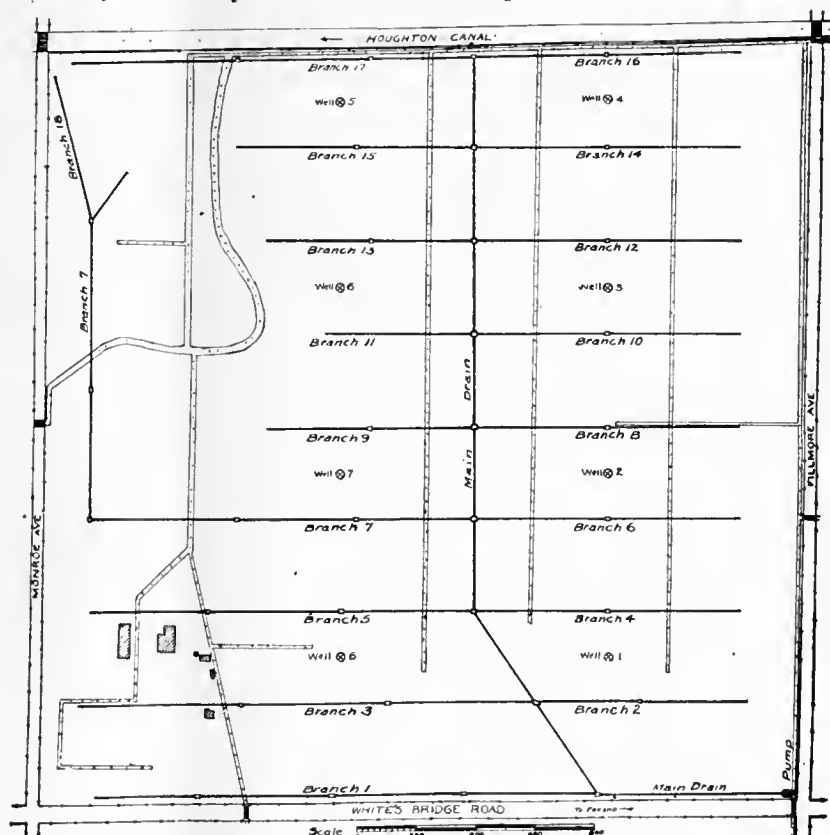 ← HOUGHTON CANAL
Branch 17
Branch 16
Well 5
Well 4
Branch 18
Branch 15
Branch 14
Branch 13
Branch 12
Branch 7
Well 6
Well 3
Branch 11
Branch 10
Drain
Branch 9
Branch 8
FILLMORE AVE
Main
Well 7
Well 2
Branch 7
Branch 6
MONROE AVE
Branch 5
Branch 4
Well 6
Well 1
Branch 3
Branch 2
Pump
Branch 1
Main Drain
WHITES BRIDGE ROAD
To Fresno →
Scale